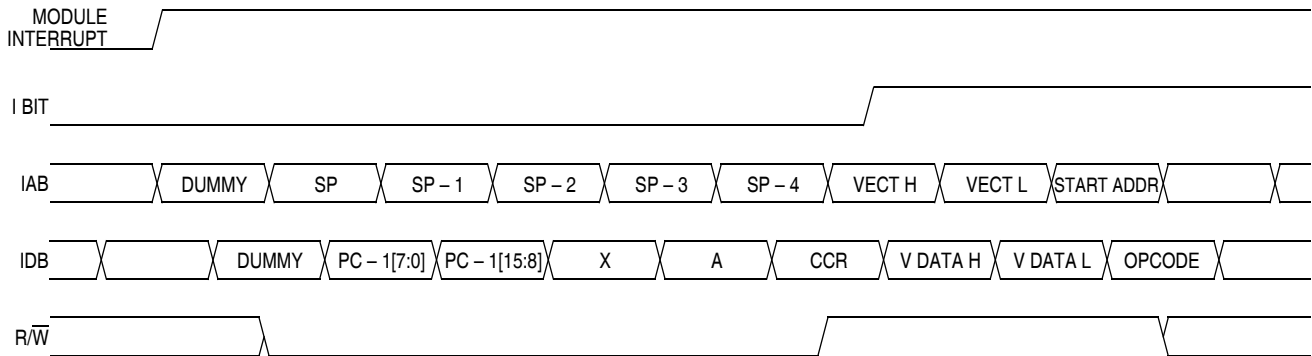 MODULE
INTERRUPT
I BIT
IAB DUMMY SP SP – 1 SP – 2 SP – 3 SP – 4 VECT H VECT L START ADDR
IDB DUMMY PC – 1[7:0] PC – 1[15:8] X A CCR V DATA H V DATA L OPCODE
R/W̅